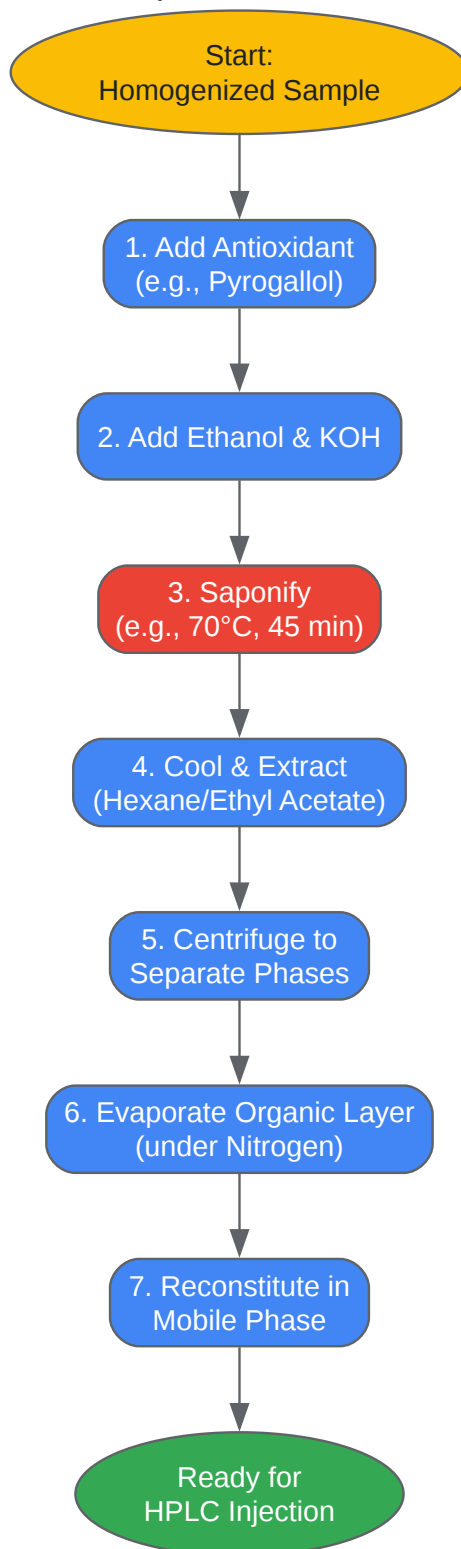 Start:
Homogenized Sample
1. Add Antioxidant
(e.g., Pyrogallol)
2. Add Ethanol & KOH
3. Saponify
(e.g., 70°C, 45 min)
4. Cool & Extract
(Hexane/Ethyl Acetate)
5. Centrifuge to
Separate Phases
6. Evaporate Organic Layer
(under Nitrogen)
7. Reconstitute in
Mobile Phase
Ready for
HPLC Injection